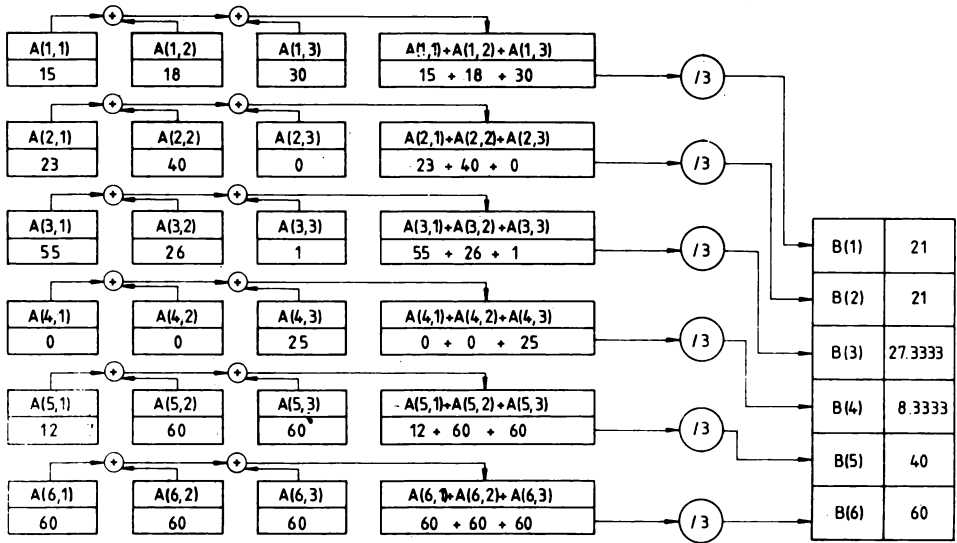 + +
A(1,1) A(1,2) A(1,3) A(1,1)+A(1,2)+A(1,3)
15 18 30 15 + 18 + 30 /3
+ +
A(2,1) A(2,2) A(2,3) A(2,1)+A(2,2)+A(2,3)
23 40 0 23 + 40 + 0 /3
+ +
A(3,1) A(3,2) A(3,3) A(3,1)+A(3,2)+A(3,3)
55 26 1 55 + 26 + 1 /3
B(1) 21
+ +
B(2) 21
A(4,1) A(4,2) A(4,3) A(4,1)+A(4,2)+A(4,3)
0 0 25 0 + 0 + 25 /3
B(3) 27.3333
+ +
A(5,1) A(5,2) A(5,3) A(5,1)+A(5,2)+A(5,3)
B(4) 8.3333
12 60 60 12 + 60 + 60 /3
+ +
B(5) 40
A(6,1) A(6,2) A(6,3) A(6,1)+A(6,2)+A(6,3)
60 60 60 60 + 60 + 60 /3
B(6) 60